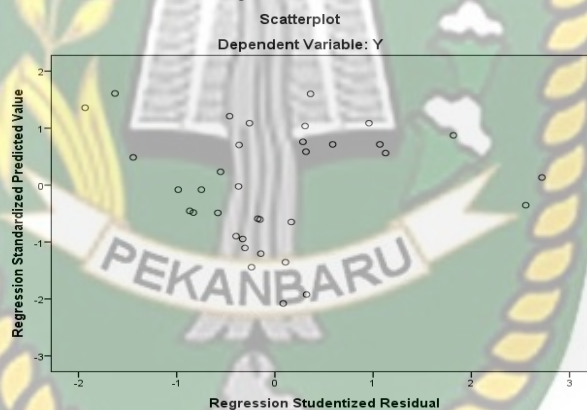 Scatterplot
Dependent Variable: Y
Regression Standardized Predicted Value
2
1
0
-1
-2
-3
PEKANBARU
-2
-1
0
1
2
3
Regression Studentized Residual